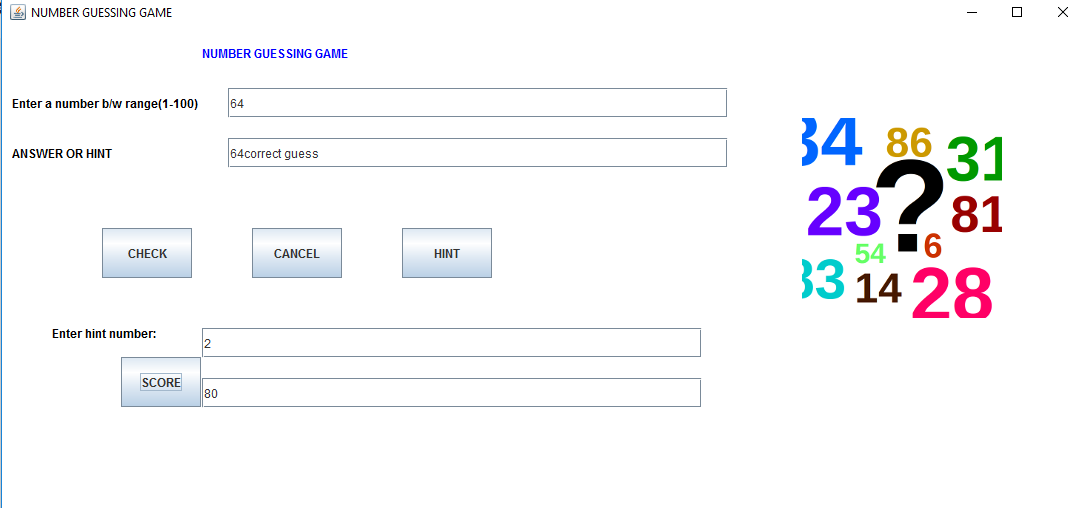 NUMBER GUESSING GAME
NUMBER GUESSING GAME
Enter a number b/w range(1-100)
64
ANSWER OR HINT
64correct guess
CHECK
CANCEL
HINT
Enter hint number:
2
SCORE
80
86
31
?
23
81
54
6
14
28